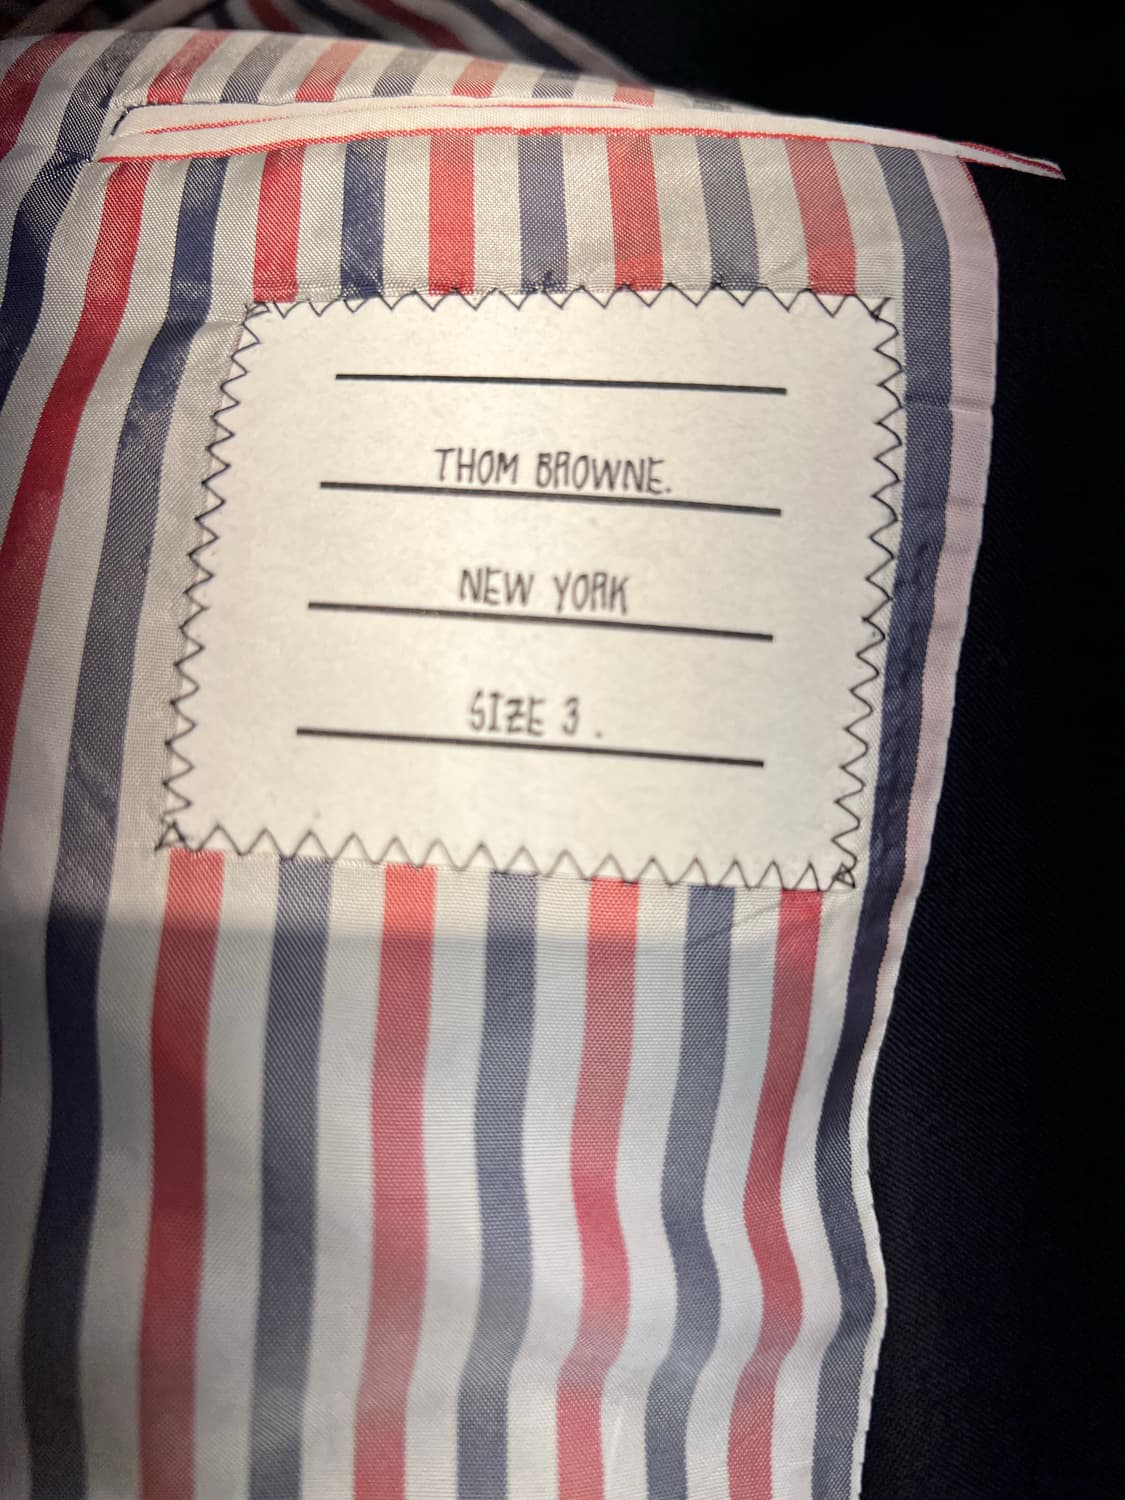 THOM BROWNE.
NEW YORK
SIZE 3 .